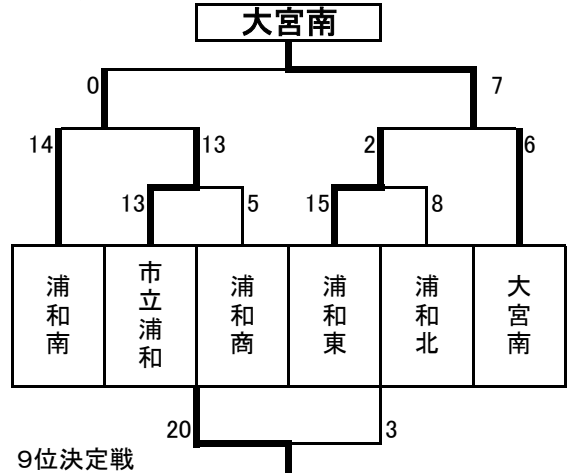 大宮南
0 7
14 13 2 6
13 5 15 8
浦和南
市立浦和
浦和商
浦和東
浦和北
大宮南
20 3
9位決定戦